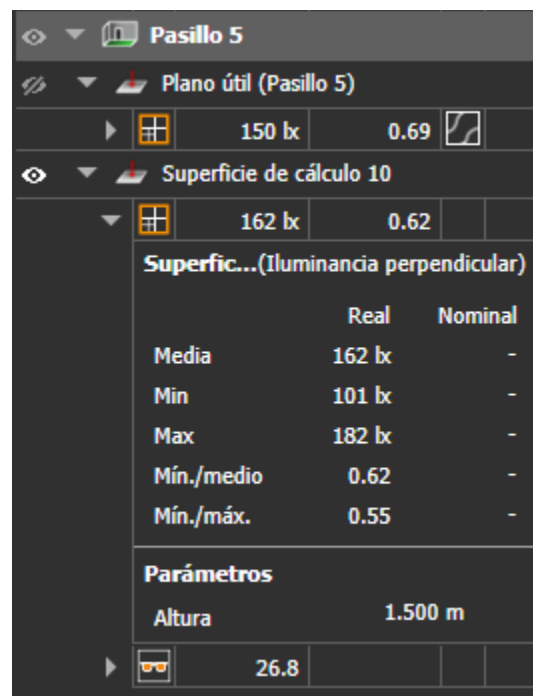 Pasillo 5
Plano útil (Pasillo 5)
150 lx 0.69
Superficie de cálculo 10
162 lx 0.62
Superfic...(Iluminancia perpendicular)
Real Nominal
Media 162 lx -
Min 101 lx -
Max 182 lx -
Mín./medio 0.62 -
Mín./máx. 0.55 -
Parámetros
Altura 1.500 m
26.8